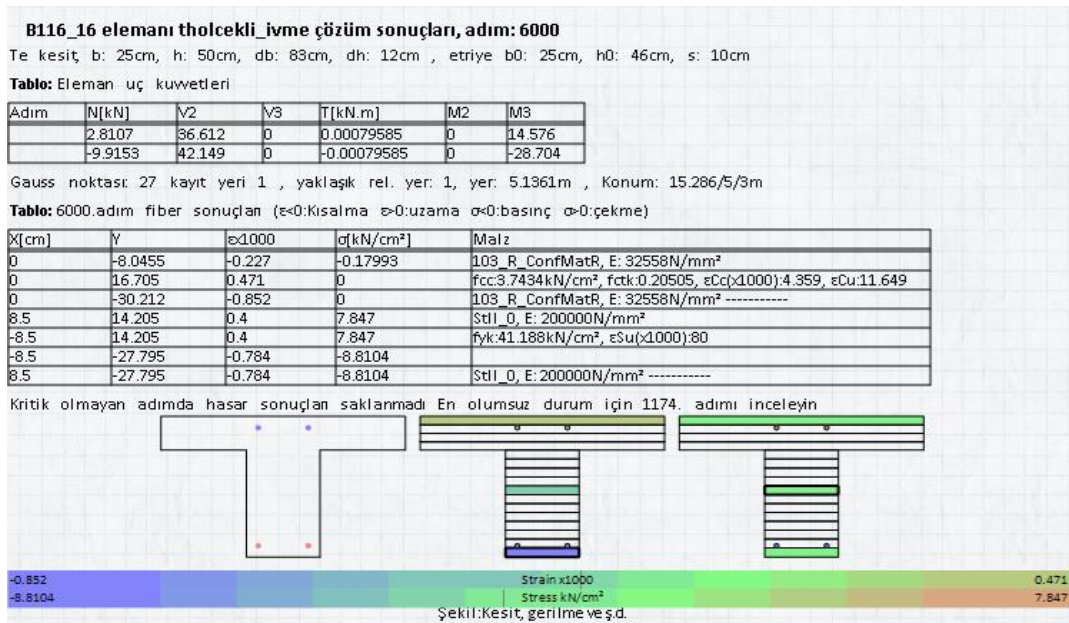 B116_16 elemanı tholcekli_ivme çözüm sonuçları, adım: 6000
Te kesit, b: 25cm, h: 50cm, db: 83cm, dh: 12cm , etriye b0: 25cm, h0: 46cm, s: 10cm
Tablo: Eleman uç kuvvetleri
Adım N[kN] V2 V3 T[kN.m] M2 M3
2.8107 36.612 0 0.00079585 0 14.576
-9.9153 42.149 0 -0.00079585 0 -28.704
Gauss noktası: 27 kayıt yeri 1 , yaklaşık rel. yer: 1, yer: 5.1361m , Konum: 15.286/5/3m
Tablo: 6000.adım fiber sonuçları (ε<0:Kısalma ε>0:uzama σ<0:basınç σ>0:çekme)
X[cm] Y εx1000 σ[kN/cm²] Malz
0 -8.0455 -0.227 -0.17993 103_R_ConfMatR, E: 32558N/mm²
0 16.705 0.471 0 fcc:3.7434kN/cm², fctk:0.20505, εCc(x1000):4.359, εCu:11.649
0 -30.212 -0.852 0 103_R_ConfMatR, E: 32558N/mm² -----------
8.5 14.205 0.4 7.847 StII_0, E: 200000N/mm²
-8.5 14.205 0.4 7.847 fyk:41.188kN/cm², εSu(x1000):80
-8.5 -27.795 -0.784 -8.8104
8.5 -27.795 -0.784 -8.8104 StII_0, E: 200000N/mm² -----------
Kritik olmayan adımda hasar sonuçları saklanmadı En olumsuz durum için 1174. adımı inceleyin
-0.852 Strain x1000 0.471
-8.8104 Stress kN/cm² 7.847
Şekil:Kesit, gerilme ve ş.d.